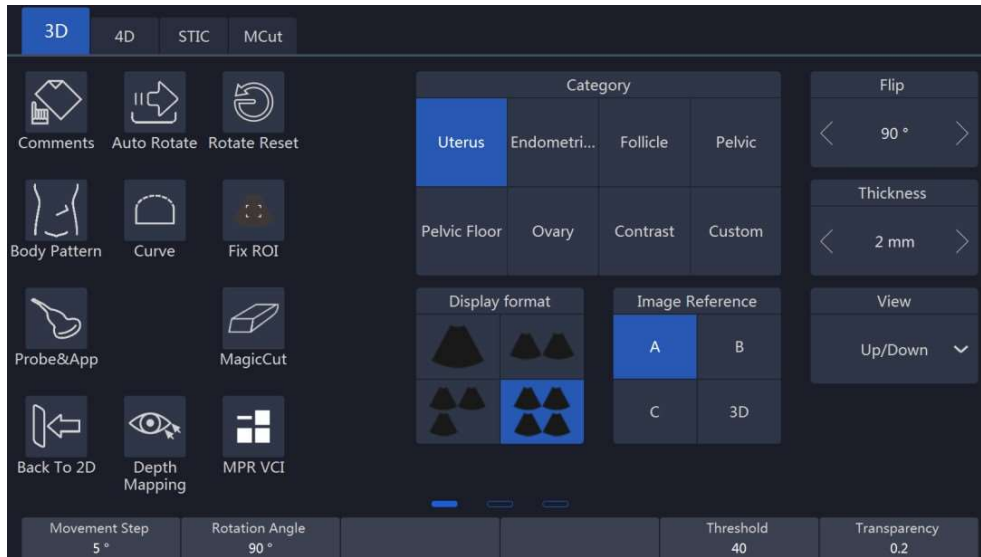 3D
4D
STIC
MCut
Comments
Auto Rotate
Rotate Reset
Body Pattern
Curve
Fix ROI
Probe&App
MagicCut
Back To 2D
Depth
Mapping
MPR VCI
Category
Uterus
Endometri...
Follicle
Pelvic
Pelvic Floor
Ovary
Contrast
Custom
Display format
Image Reference
A
B
C
3D
Flip
90 °
Thickness
2 mm
View
Up/Down
Movement Step
5 °
Rotation Angle
90 °
Threshold
40
Transparency
0.2